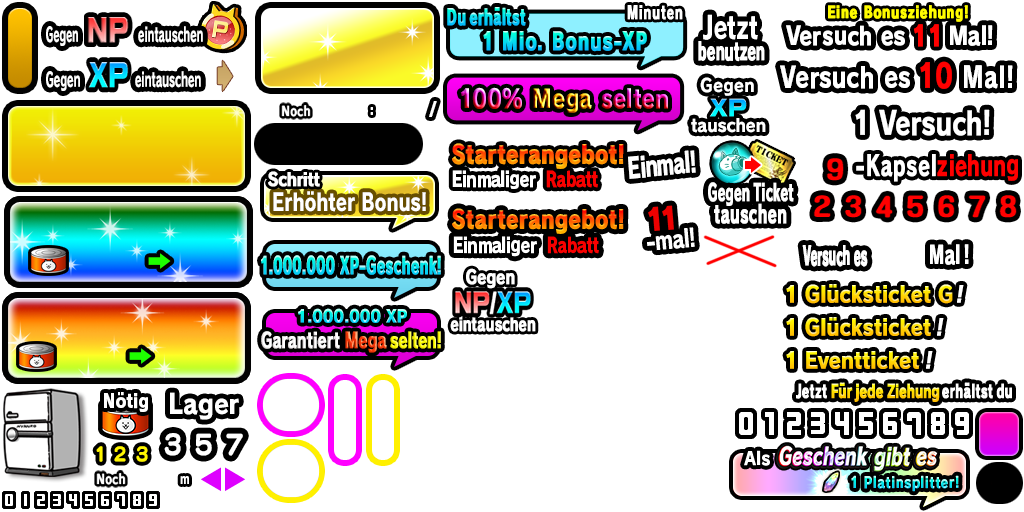 Gegen NP eintauschen
P
Gegen XP eintauschen
Noch : /
Schritt
Erhöhter Bonus!
1.000.000 XP-Geschenk!
1.000.000 XP
Garantiert Mega selten!
Nötig
1 2 3
Noch m
Lager
3 5 7
0 1 2 3 4 5 6 7 8 9
Du erhältst Minuten
1 Mio. Bonus-XP
100% Mega selten
Starterangebot!
Einmaliger Rabatt
Einmal!
Starterangebot!
Einmaliger Rabatt
11
-mal!
Gegen
NP/XP
eintauschen
Jetzt
benutzen
Gegen
XP
tauschen
TICKET
Gegen Ticket
tauschen
Eine Bonusziehung!
Versuch es 11 Mal!
Versuch es 10 Mal!
1 Versuch!
9 -Kapselziehung
2 3 4 5 6 7 8
Versuch es Mal !
1 Glücksticket G!
1 Glücksticket !
1 Eventticket !
Jetzt Für jede Ziehung erhältst du
0 1 2 3 4 5 6 7 8 9
Als Geschenk gibt es
1 Platinsplitter!